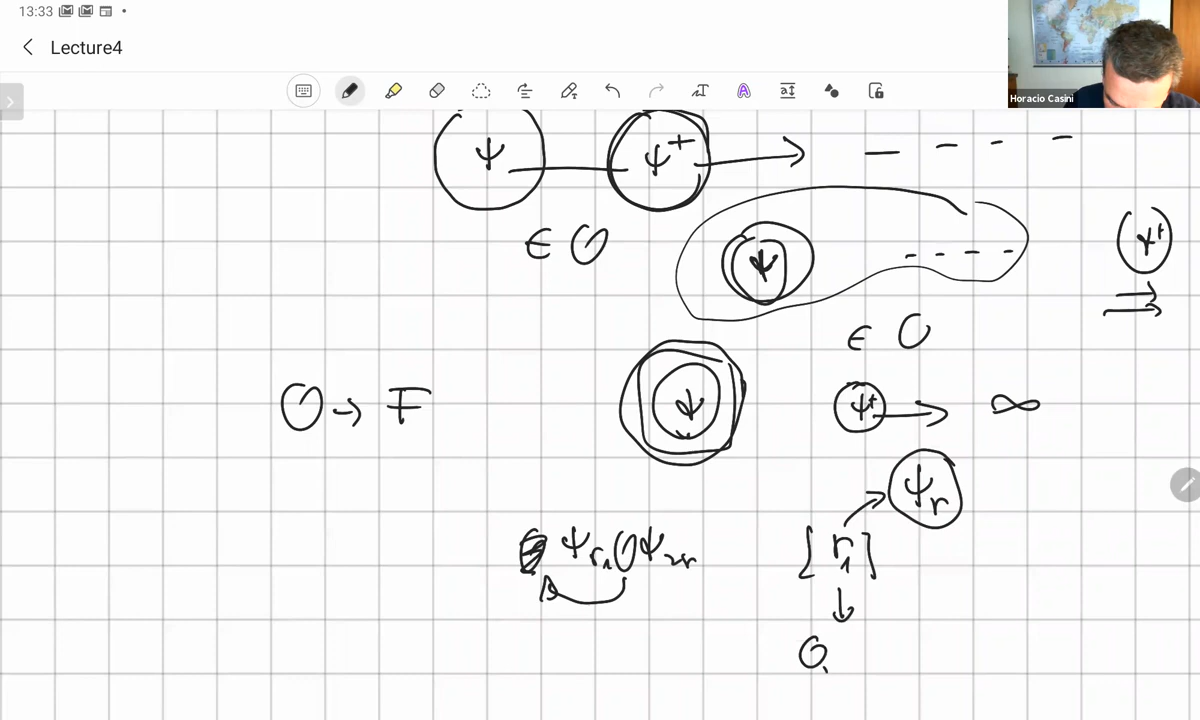 13:33
Lecture4
Horacio Casini
ψ ψ+
∈ O
ψ
ψ+
∈ O
O → F
ψ
ψ+ → ∞
ψr
ψr1 O ψ2r
[r1]
↓
O